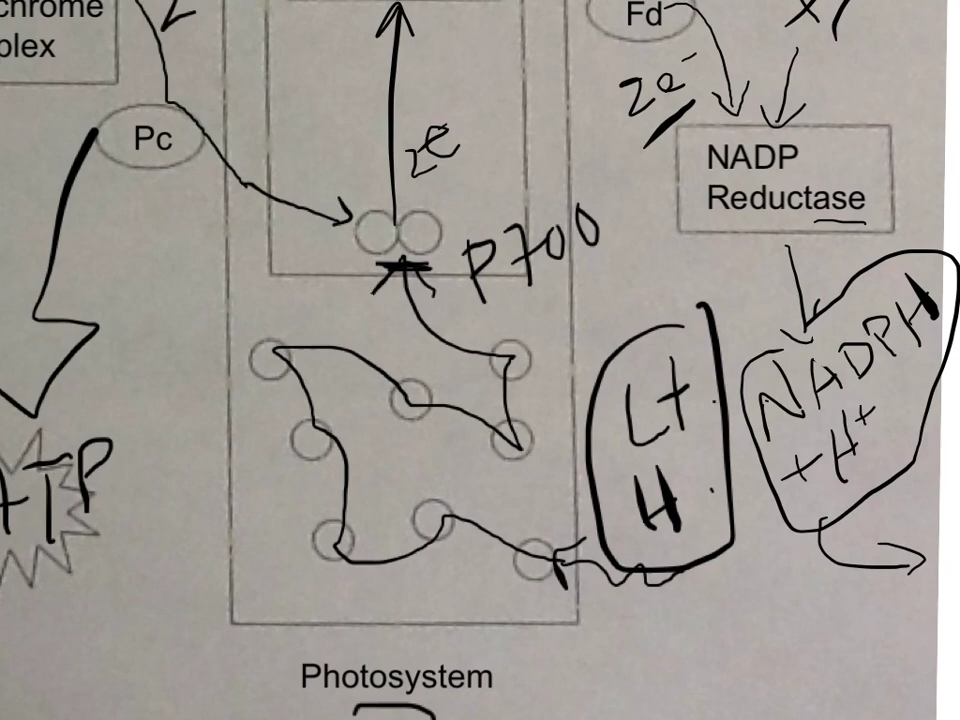 chrome
plex
Fd
2e-
Pc
2e
NADP
Reductase
P700
NADPH
+ H+
Lt
H
ATP
Photosystem